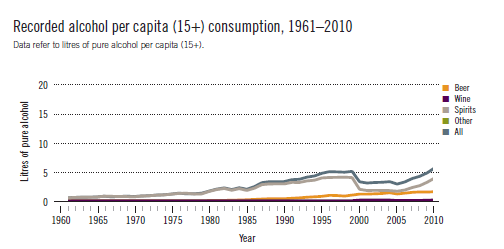 Recorded alcohol per capita (15+) consumption, 1961–2010
Data refer to litres of pure alcohol per capita (15+).
Litres of pure alcohol
20
15
10
5
0
1960 1965 1970 1975 1980 1985 1990 1995 2000 2005 2010
Year
Beer
Wine
Spirits
Other
All